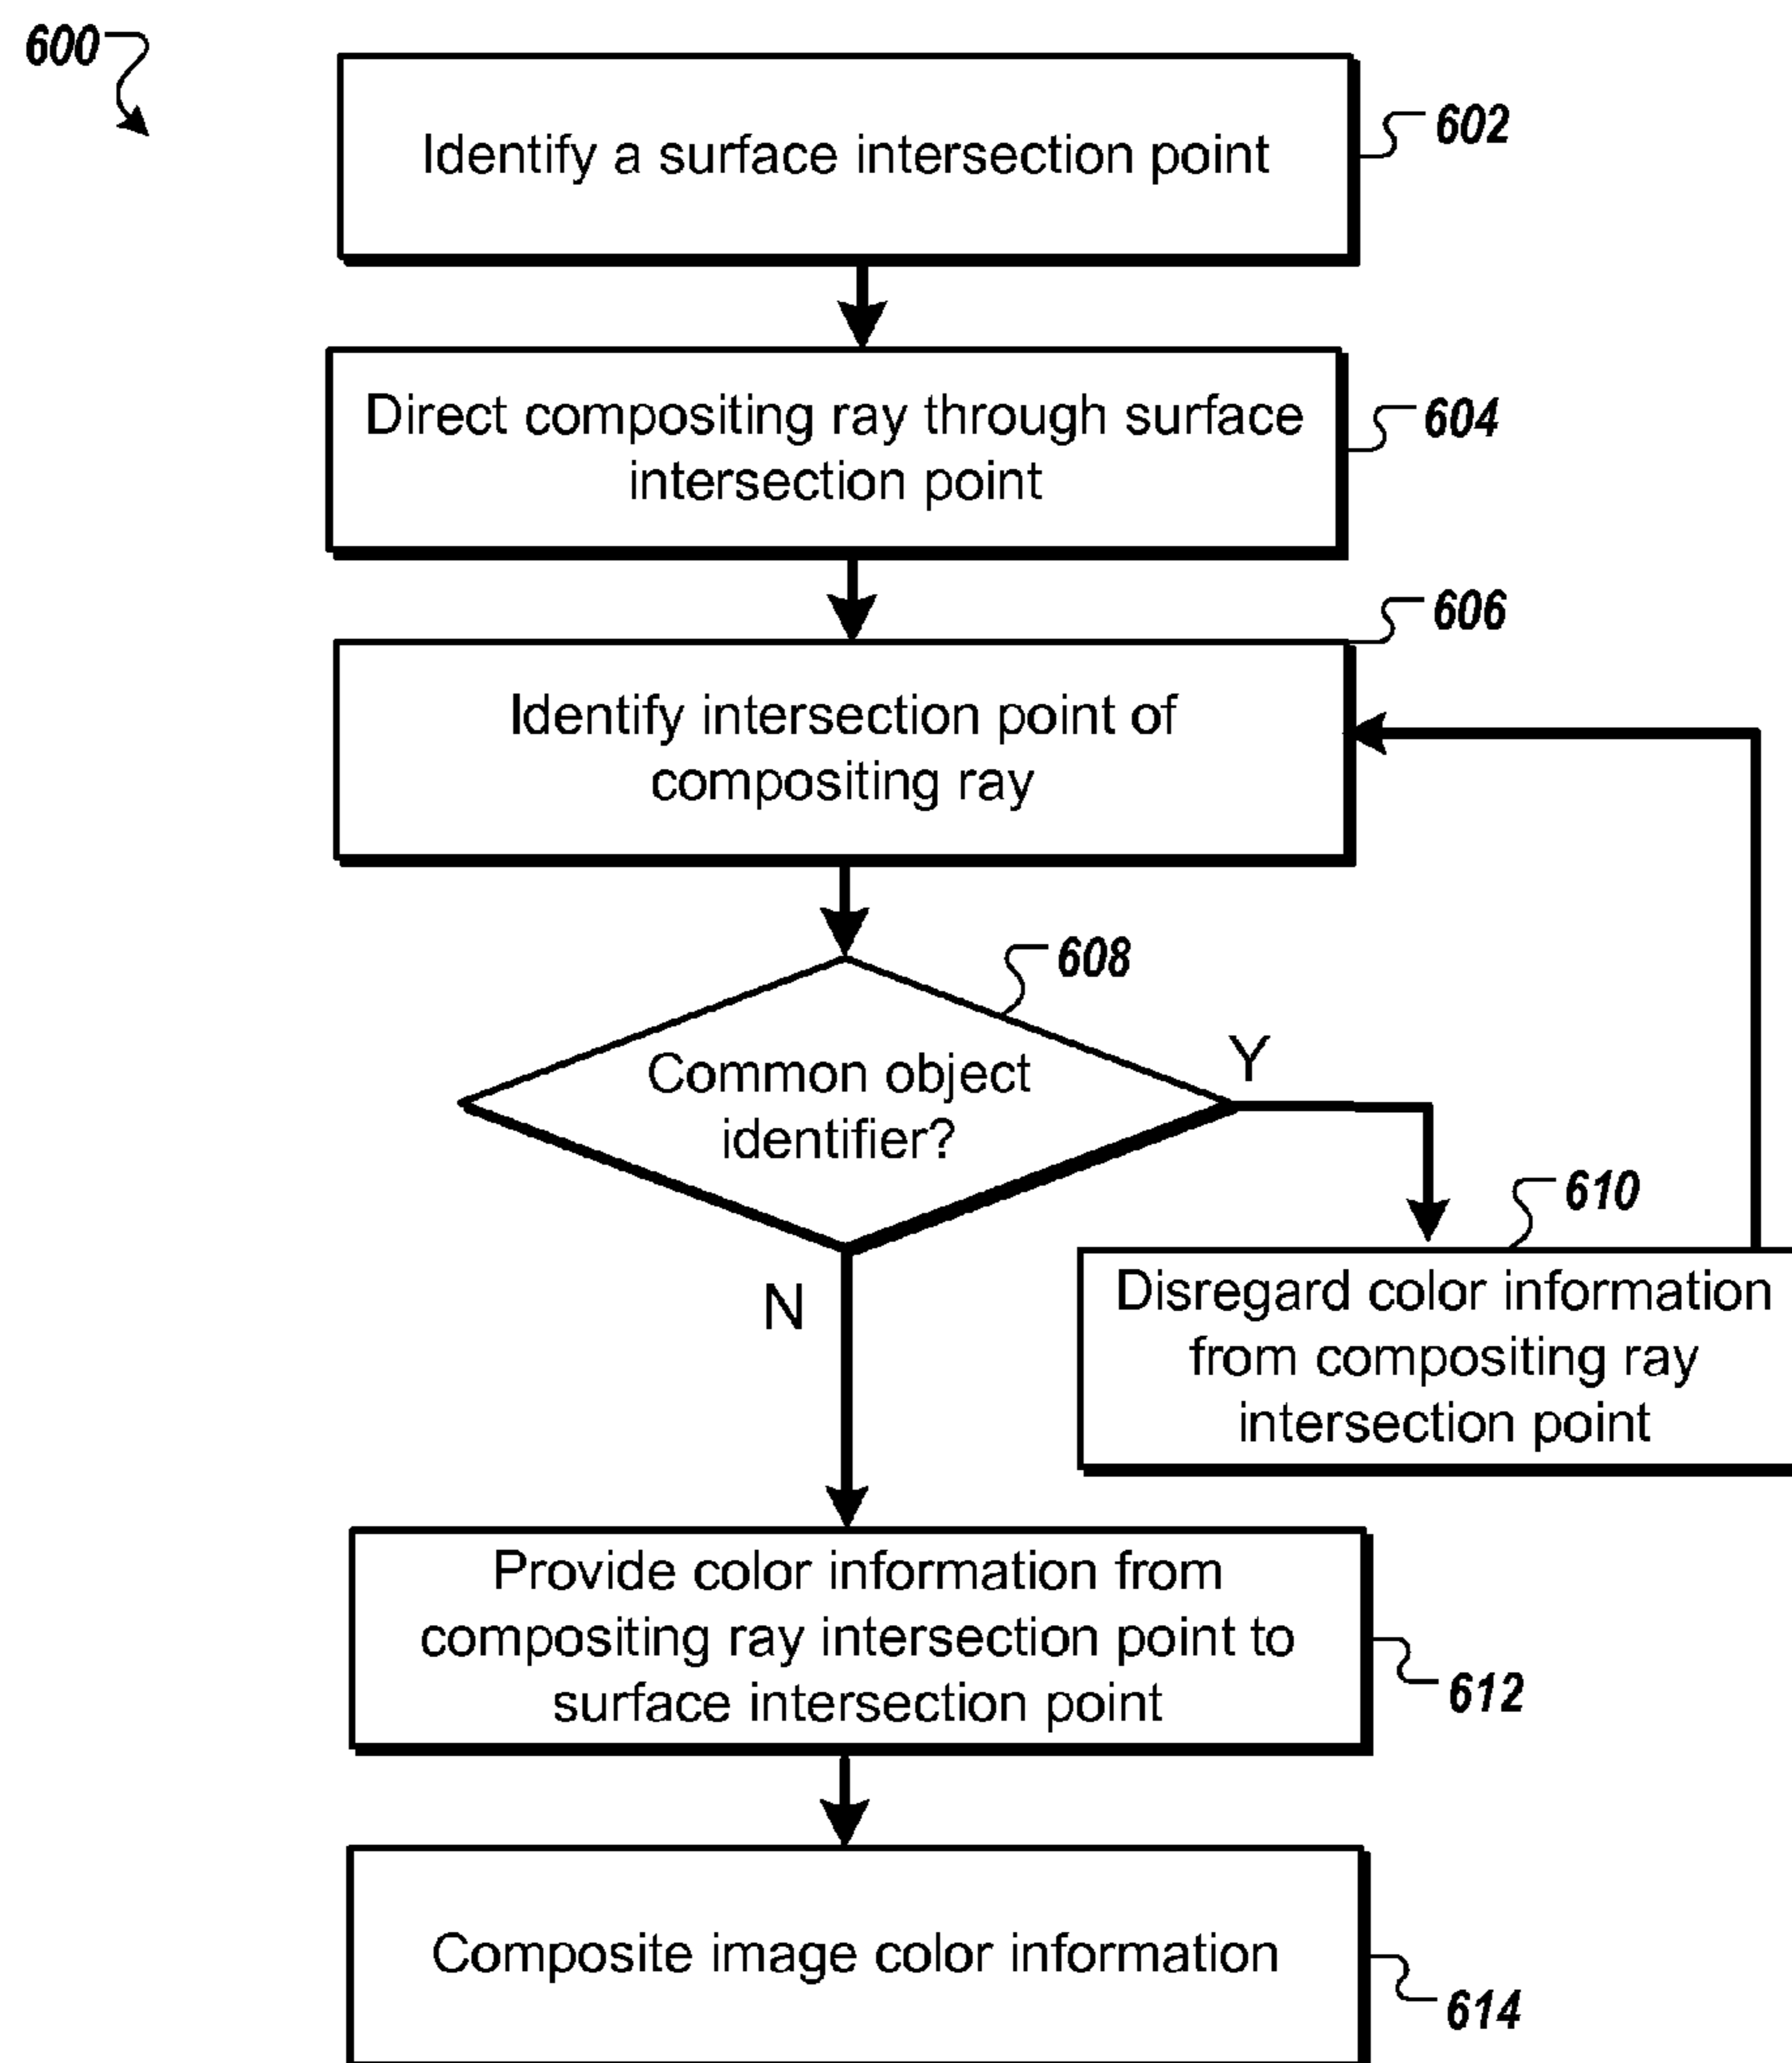 600
Identify a surface intersection point
602
Direct compositing ray through surface
intersection point
604
606
Identify intersection point of
compositing ray
608
Common object
identifier?
Y
N
610
Disregard color information
from compositing ray
intersection point
Provide color information from
compositing ray intersection point to
surface intersection point
612
Composite image color information
614